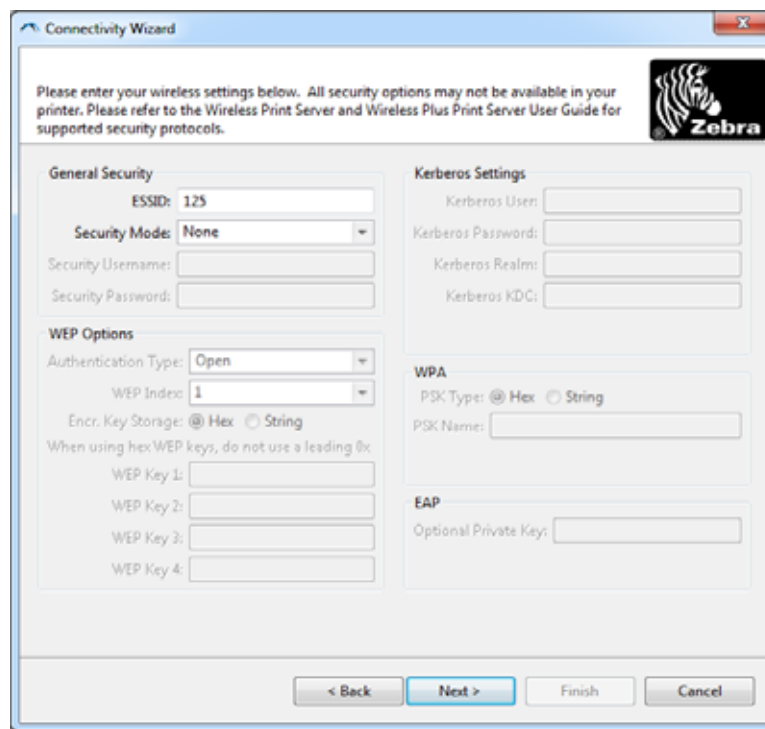 Connectivity Wizard
Please enter your wireless settings below. All security options may not be available in your
printer. Please refer to the Wireless Print Server and Wireless Plus Print Server User Guide for
supported security protocols.
Zebra
General Security
ESSID: 125
Security Mode: None
Security Username:
Security Password:
WEP Options
Authentication Type: Open
WEP Index: 1
Encr. Key Storage: Hex String
When using hex WEP keys, do not use a leading 0x
WEP Key 1:
WEP Key 2:
WEP Key 3:
WEP Key 4:
Kerberos Settings
Kerberos User:
Kerberos Password:
Kerberos Realm:
Kerberos KDC:
WPA
PSK Type: Hex String
PSK Name:
EAP
Optional Private Key:
< Back Next > Finish Cancel